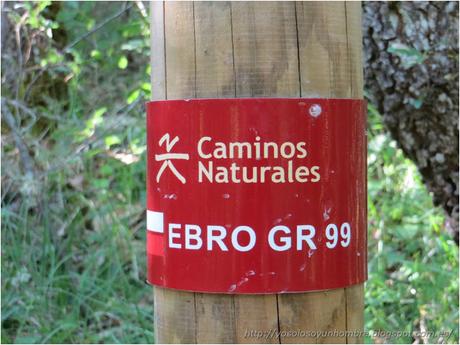 Caminos
Naturales
EBRO GR 99
http://yosolosoyunhombre.blogspot.com.es/